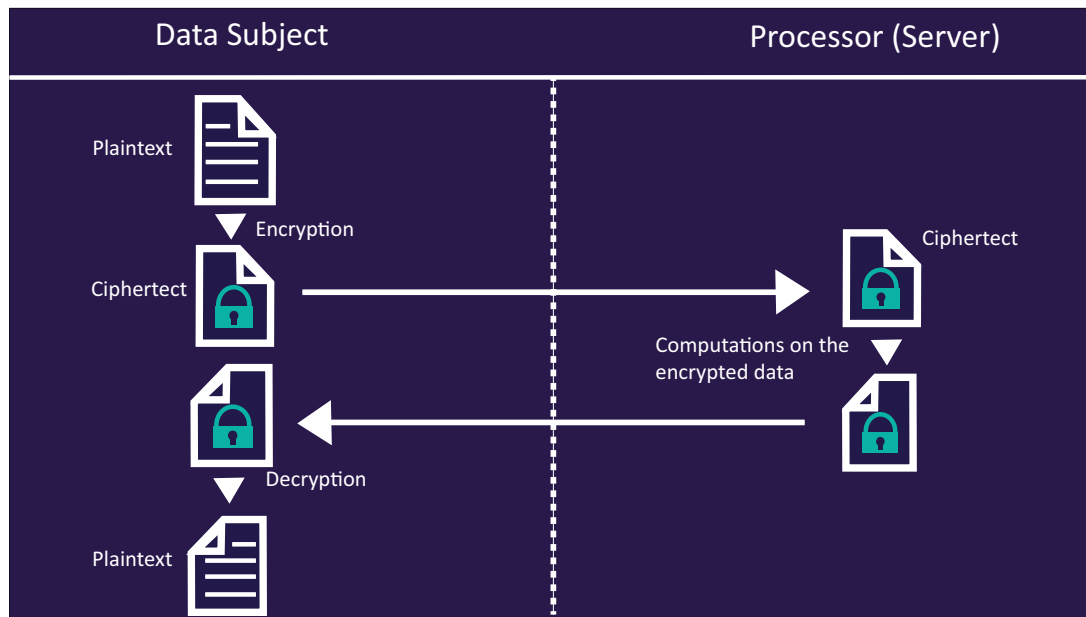 Data Subject
Processor (Server)
Plaintext
Encryption
Ciphertect
Ciphertect
Computations on the
encrypted data
Decryption
Plaintext